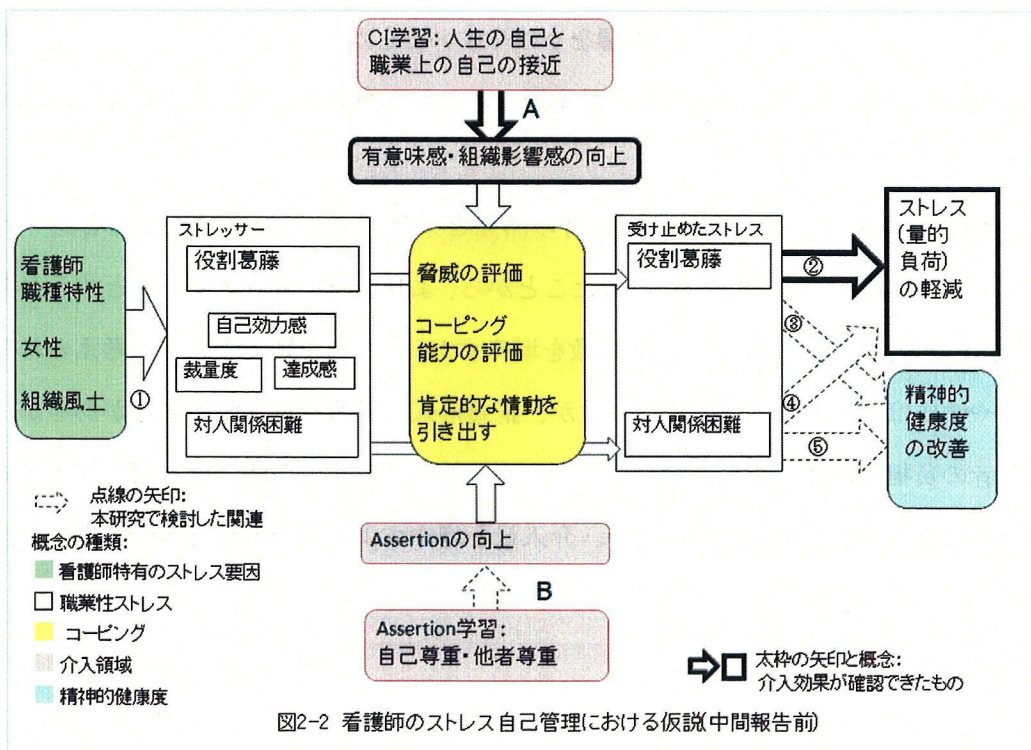 CI学習:人生の自己と
職業上の自己の接近
A
有意味感・組織影響感の向上
看護師
職種特性
女性
組織風土
①
ストレッサー
役割葛藤
自己効力感
裁量度
達成感
対人関係困難
脅威の評価
コーピング
能力の評価
肯定的な情動を
引き出す
受け止めたストレス
役割葛藤
対人関係困難
②
③
④
⑤
ストレス
(量的
負荷)
の軽減
精神的
健康度
の改善
Assertionの向上
B
Assertion学習:
自己尊重・他者尊重
点線の矢印:
本研究で検討した関連
概念の種類:
看護師特有のストレス要因
職業性ストレス
コーピング
介入領域
精神的健康度
太枠の矢印と概念:
介入効果が確認できたもの
図2-2 看護師のストレス自己管理における仮説(中間報告前)